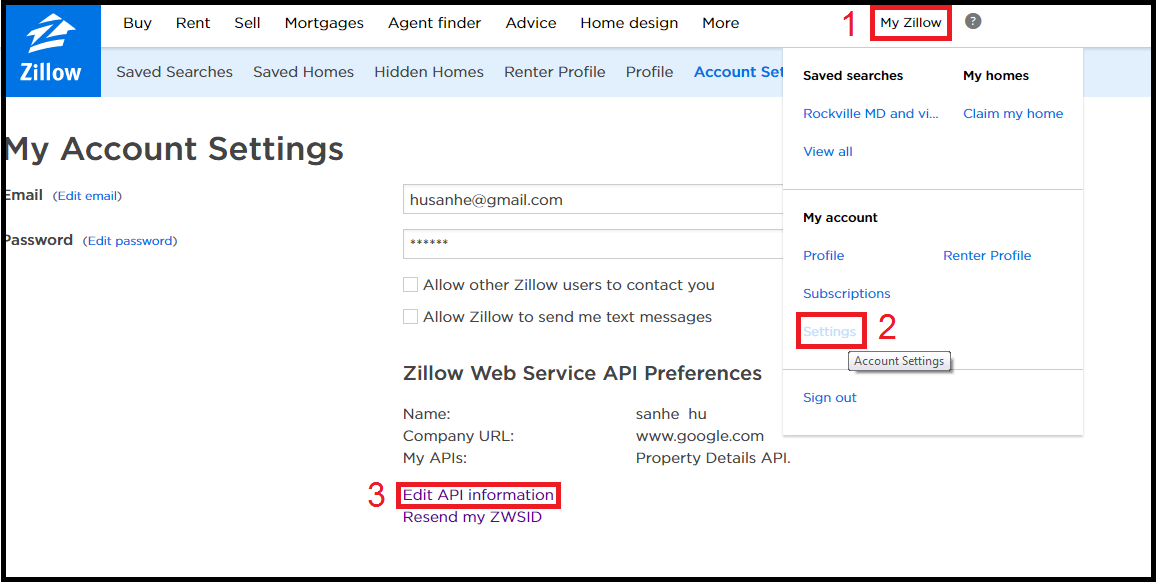 Zillow
Buy Rent Sell Mortgages Agent finder Advice Home design More 1 My Zillow ?
Saved Searches Saved Homes Hidden Homes Renter Profile Profile Account Set
Saved searches My homes
Rockville MD and vi... Claim my home
View all
My account
Profile Renter Profile
Subscriptions
Settings 2
Account Settings
Sign out
My Account Settings
Email (Edit email) husanhe@gmail.com
Password (Edit password) ******
Allow other Zillow users to contact you
Allow Zillow to send me text messages
Zillow Web Service API Preferences
Name: sanhe hu
Company URL: www.google.com
My APIs: Property Details API.
3 Edit API information
Resend my ZWSID